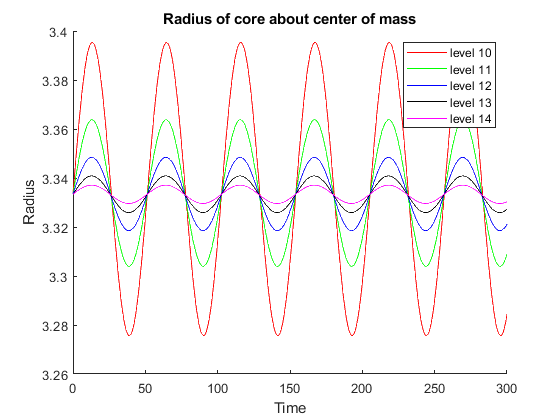 Radius of core about center of mass
3.4
3.38
3.36
3.34
3.32
3.3
3.28
3.26
Radius
level 10
level 11
level 12
level 13
level 14
0
50
100
150
200
250
300
Time